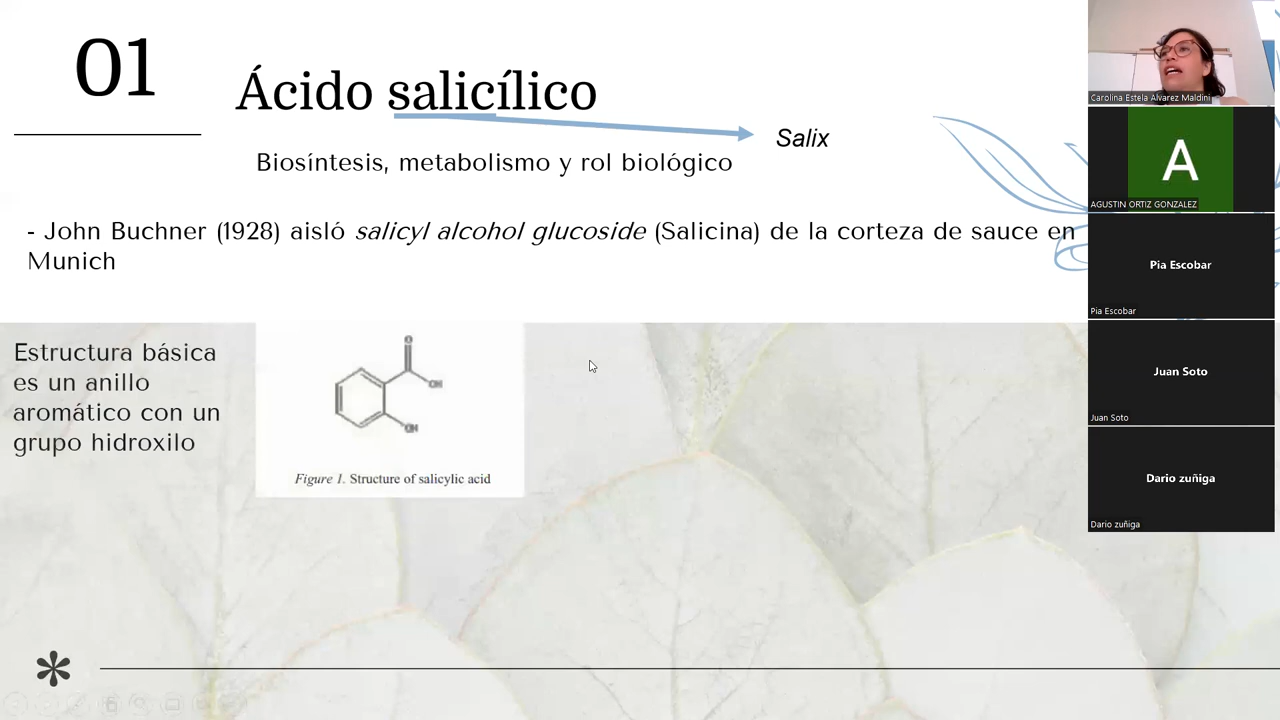 01
Ácido salicílico
Salix
Biosíntesis, metabolismo y rol biológico
- John Buchner (1928) aisló salicyl alcohol glucoside (Salicina) de la corteza de sauce en
Munich
Estructura básica
es un anillo
aromático con un
grupo hidroxilo
O
OH
OH
Figure 1. Structure of salicylic acid
*
Carolina Estela Alvarez Maldini
A
AGUSTIN ORTIZ GONZALEZ
Pia Escobar
Pia Escobar
Juan Soto
Juan Soto
Dario zuñiga
Dario zuñiga